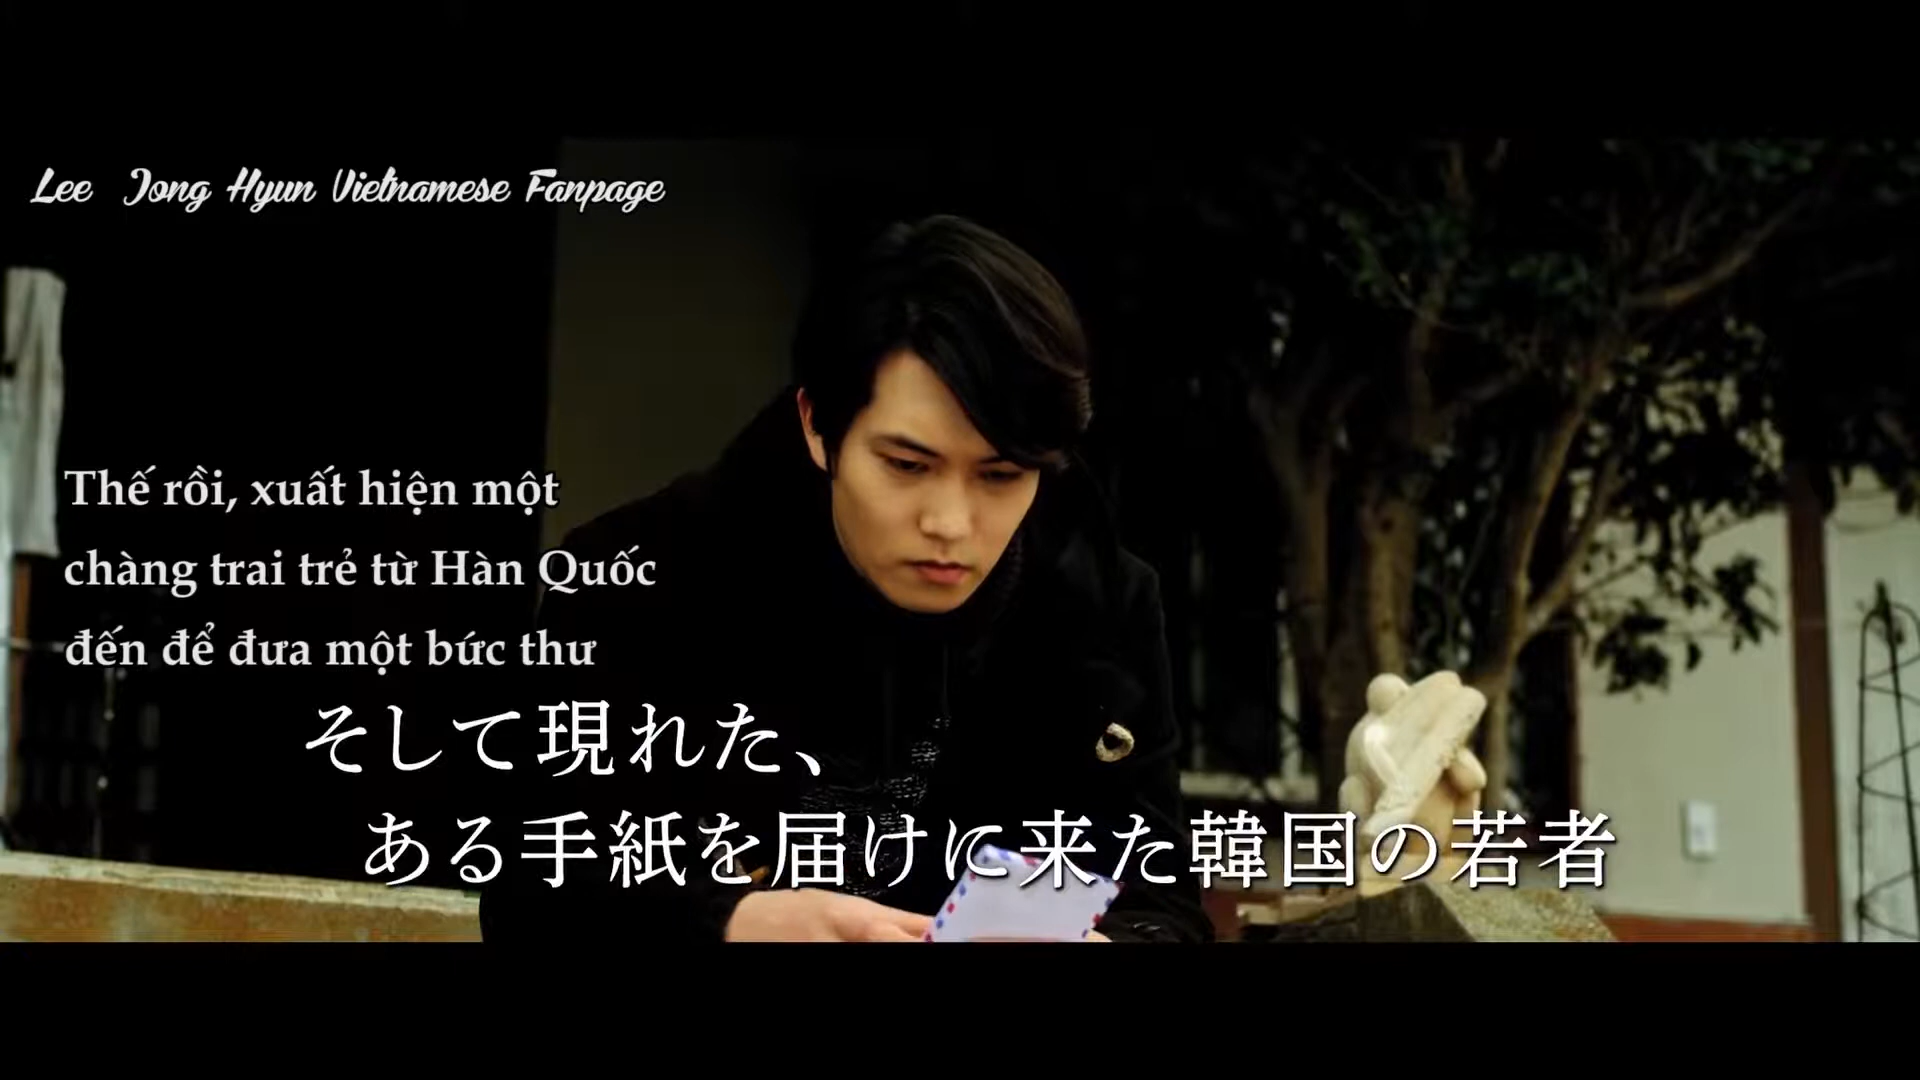 Lee Jong Hyun Vietnamese Fanpage
Thế rồi, xuất hiện một
chàng trai trẻ từ Hàn Quốc
đến để đưa một bức thư
そして現れた、
ある手紙を届けに来た韓国の若者